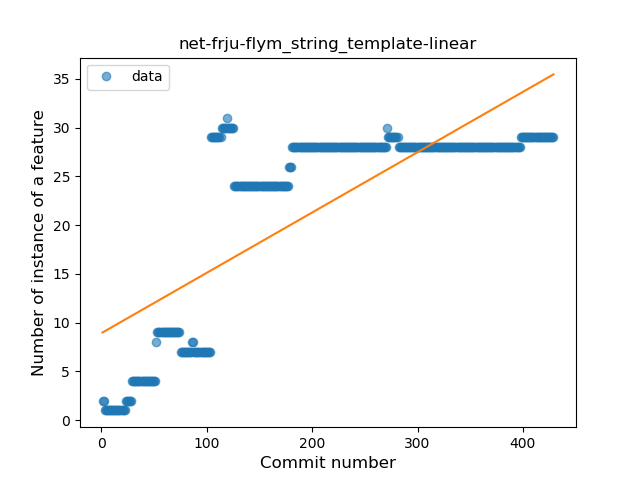 net-frju-flym_string_template-linear
data
Number of instance of a feature
35
30
25
20
15
10
5
0
0 100 200 300 400
Commit number